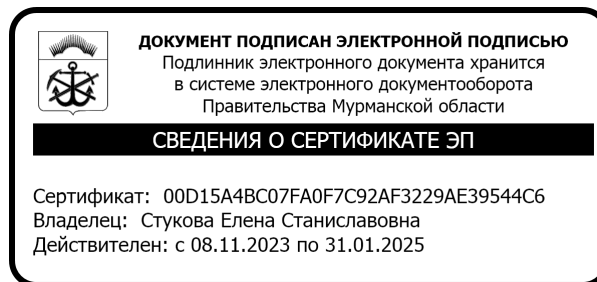 ДОКУМЕНТ ПОДПИСАН ЭЛЕКТРОННОЙ ПОДПИСЬЮ
Подлинник электронного документа хранится
в системе электронного документооборота
Правительства Мурманской области
СВЕДЕНИЯ О СЕРТИФИКАТЕ ЭП
Сертификат: 00D15A4BC07FA0F7C92AF3229AE39544C6
Владелец: Стукова Елена Станиславовна
Действителен: с 08.11.2023 по 31.01.2025